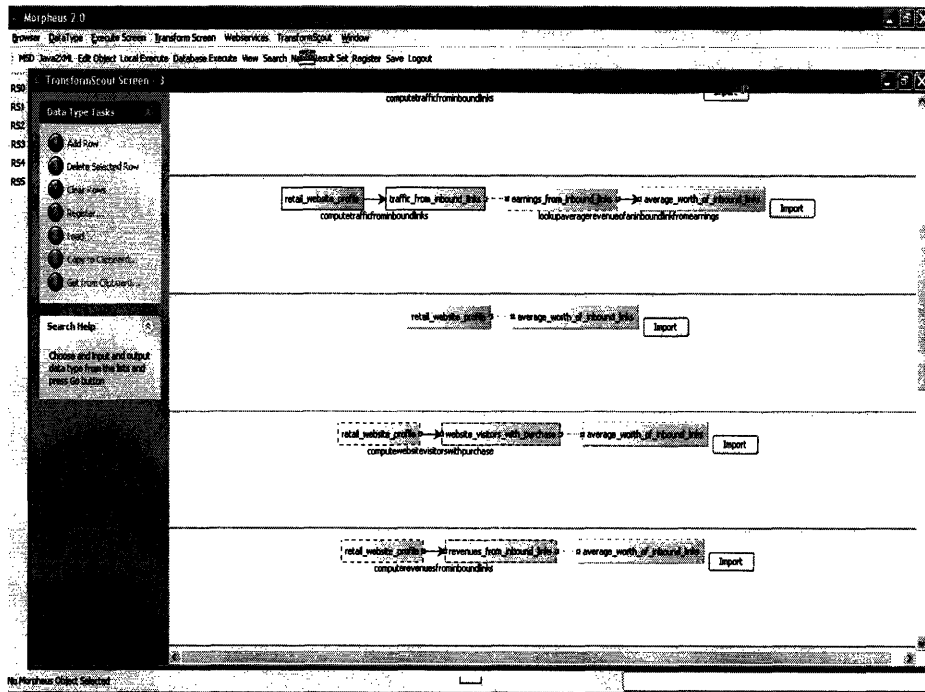 Morpheus 2.0
Browser DataType Execute Screen Transform Screen Webservices TransformScout Window
MSD Java2XML Edit Object Local Execute Database Execute View Search Result Set Register Save Logout
RS0
RS1
RS2
RS3
RS4
RS5
TransformScout Screen - 3
Data Type Tasks
Add Row
Delete Selected Row
Clear Rows
Register...
Load...
Copy to Clipboard...
Get from Clipboard...
Search Help
Choose and input and output
data type from the lists and
press Go button
computetrafficfrominboundlinks Import
retail_website_profile traffic_from_inbound_links earnings_from_inbound_links average_worth_of_inbound_links Import
computetrafficfrominboundlinks lookupaveragerevenueofaninboundlinkfromearnings
retail_website_profile average_worth_of_inbound_links Import
retail_website_profile website_visitors_with_purchase average_worth_of_inbound_links Import
computewebsitevisitorswithpurchase
retail_website_profile revenues_from_inbound_links average_worth_of_inbound_links Import
computerevenuesfrominboundlinks
No Morpheus Object Selected